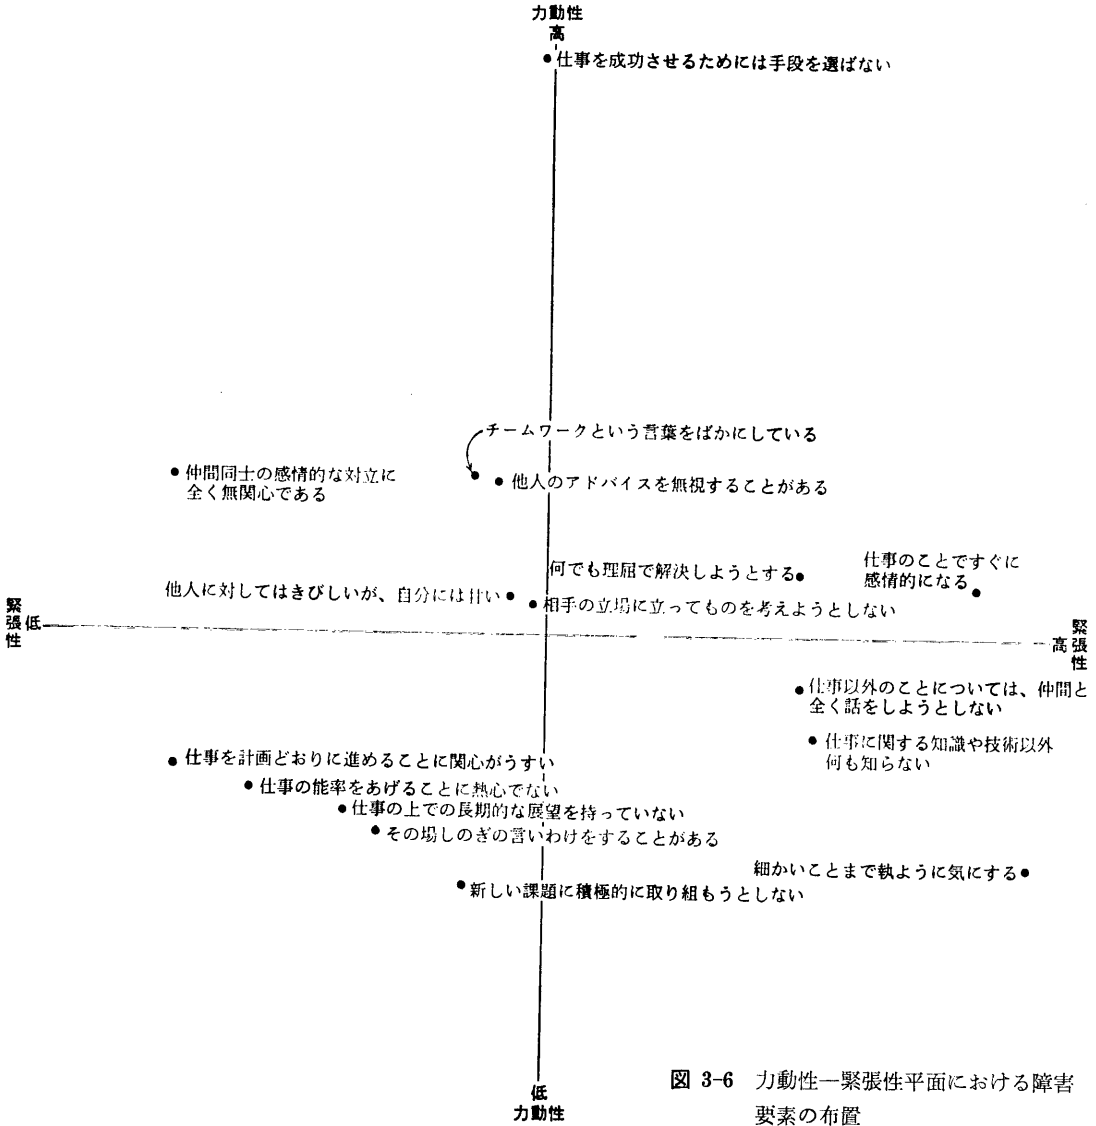 力動性
高
仕事を成功させるためには手段を選ばない
チームワークという言葉をばかにしている
仲間同士の感情的な対立に
全く無関心である
他人のアドバイスを無視することがある
仕事のことですぐに
感情的になる
何でも理屈で解決しようとする
他人に対してはきびしいが、自分には甘い
相手の立場に立ってものを考えようとしない
緊張性
低
高
緊張性
仕事以外のことについては、仲間と
全く話をしようとしない
仕事に関する知識や技術以外
何も知らない
仕事を計画どおりに進めることに関心がうすい
仕事の能率をあげることに熱心でない
仕事の上での長期的な展望を持っていない
その場しのぎの言いわけをすることがある
細かいことまで執ように気にする
新しい課題に積極的に取り組もうとしない
低
力動性
図 3-6 力動性—緊張性平面における障害
要素の布置